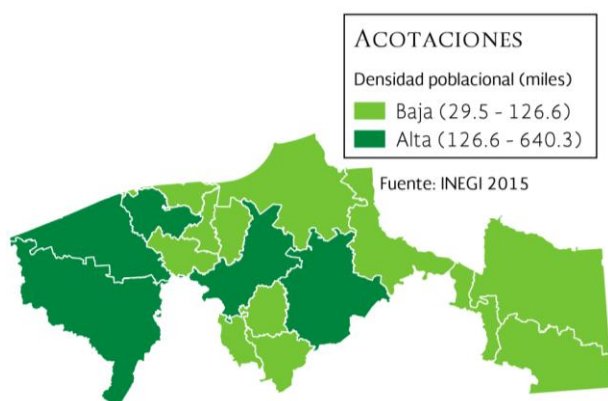 ACOTACIONES
Densidad poblacional (miles)
Baja (29.5 - 126.6)
Alta (126.6 - 640.3)
Fuente: INEGI 2015